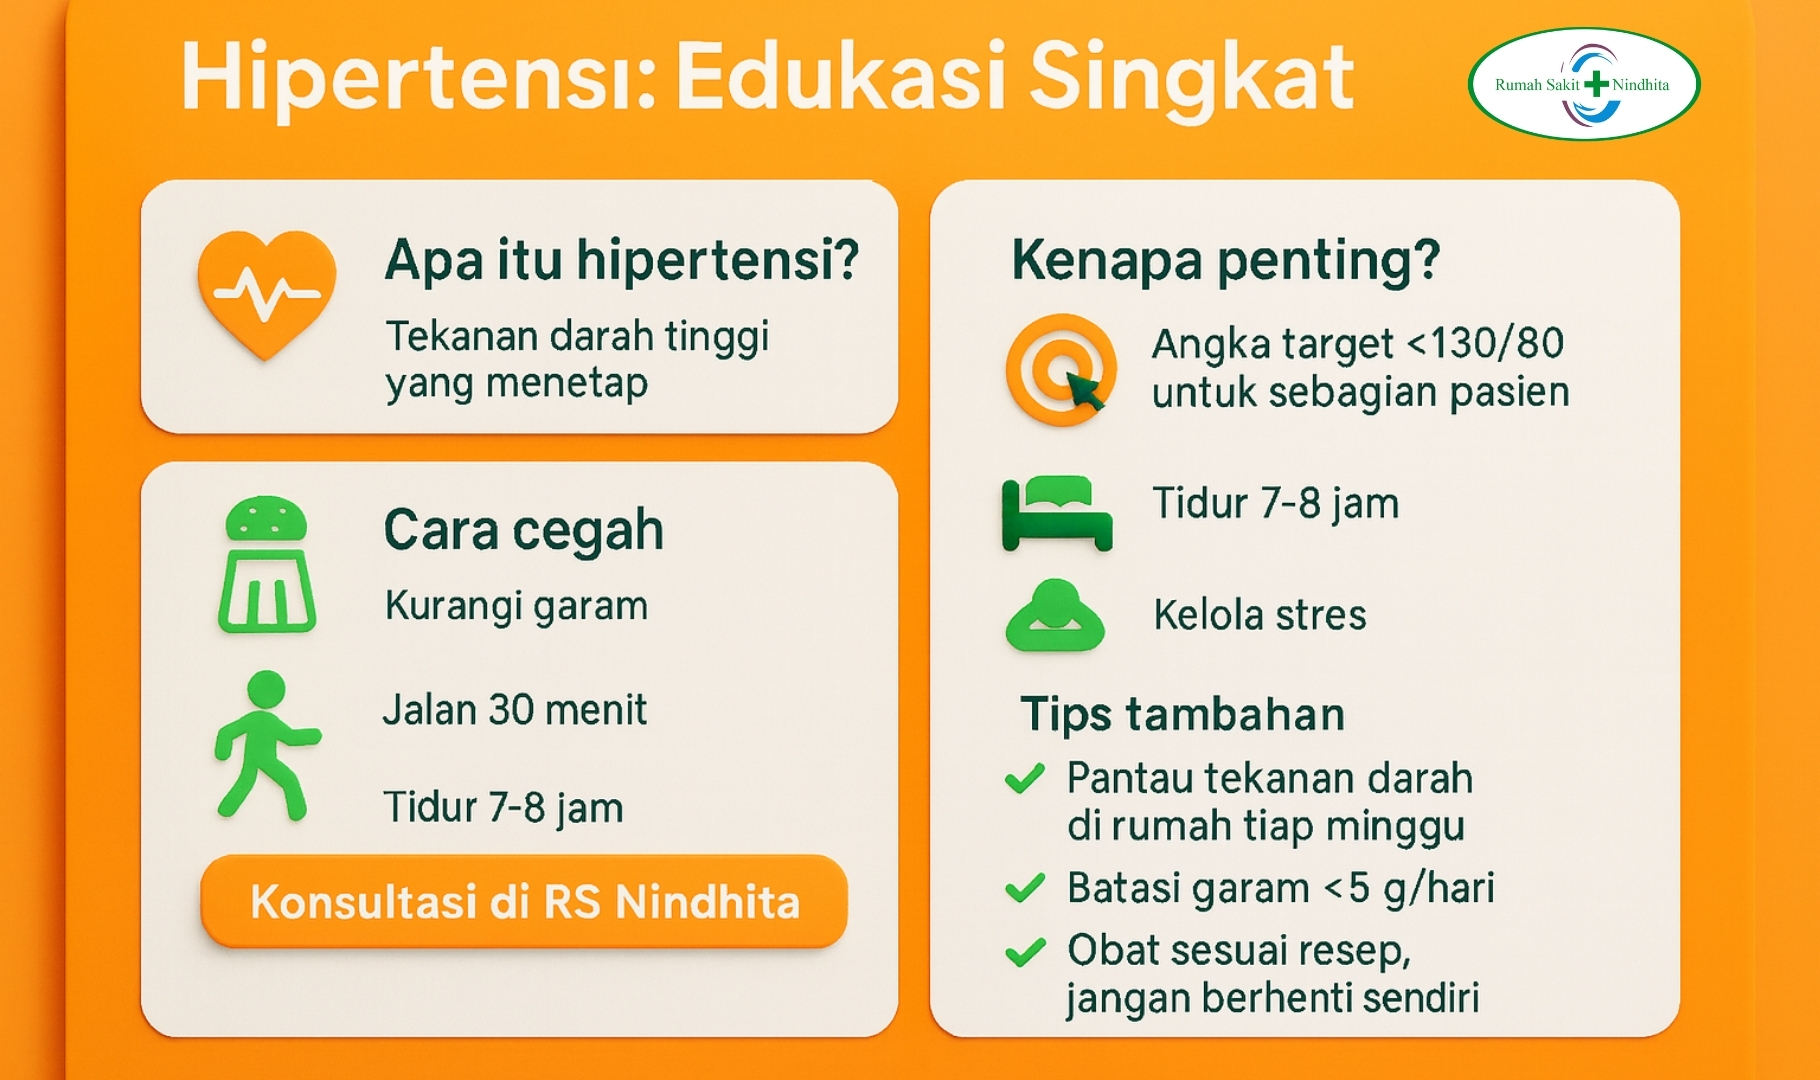 Hipertensı: Edukasi Singkat
Rumah Sakit Nindhita
Apa itu hipertensi?
Tekanan darah tinggi
yang menetap
Cara cegah
Kurangi garam
Jalan 30 menit
Tidur 7-8 jam
Konsultasi di RS Nindhita
Kenapa penting?
Angka target <130/80
untuk sebagian pasien
Tidur 7-8 jam
Kelola stres
Tips tambahan
Pantau tekanan darah
di rumah tiap minggu
Batasi garam <5 g/hari
Obat sesuai resep,
jangan berhenti sendiri